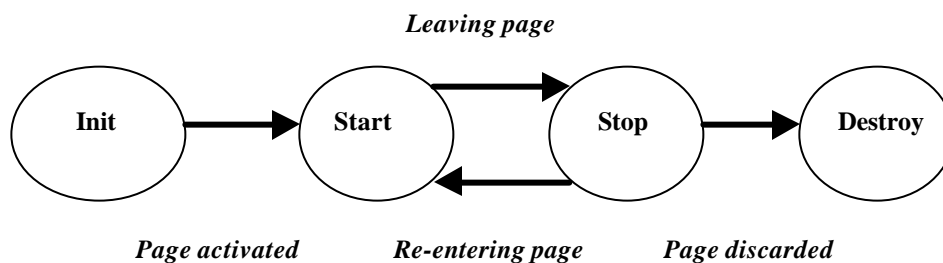 Leaving page
Init Start Stop Destroy
Page activated Re-entering page Page discarded